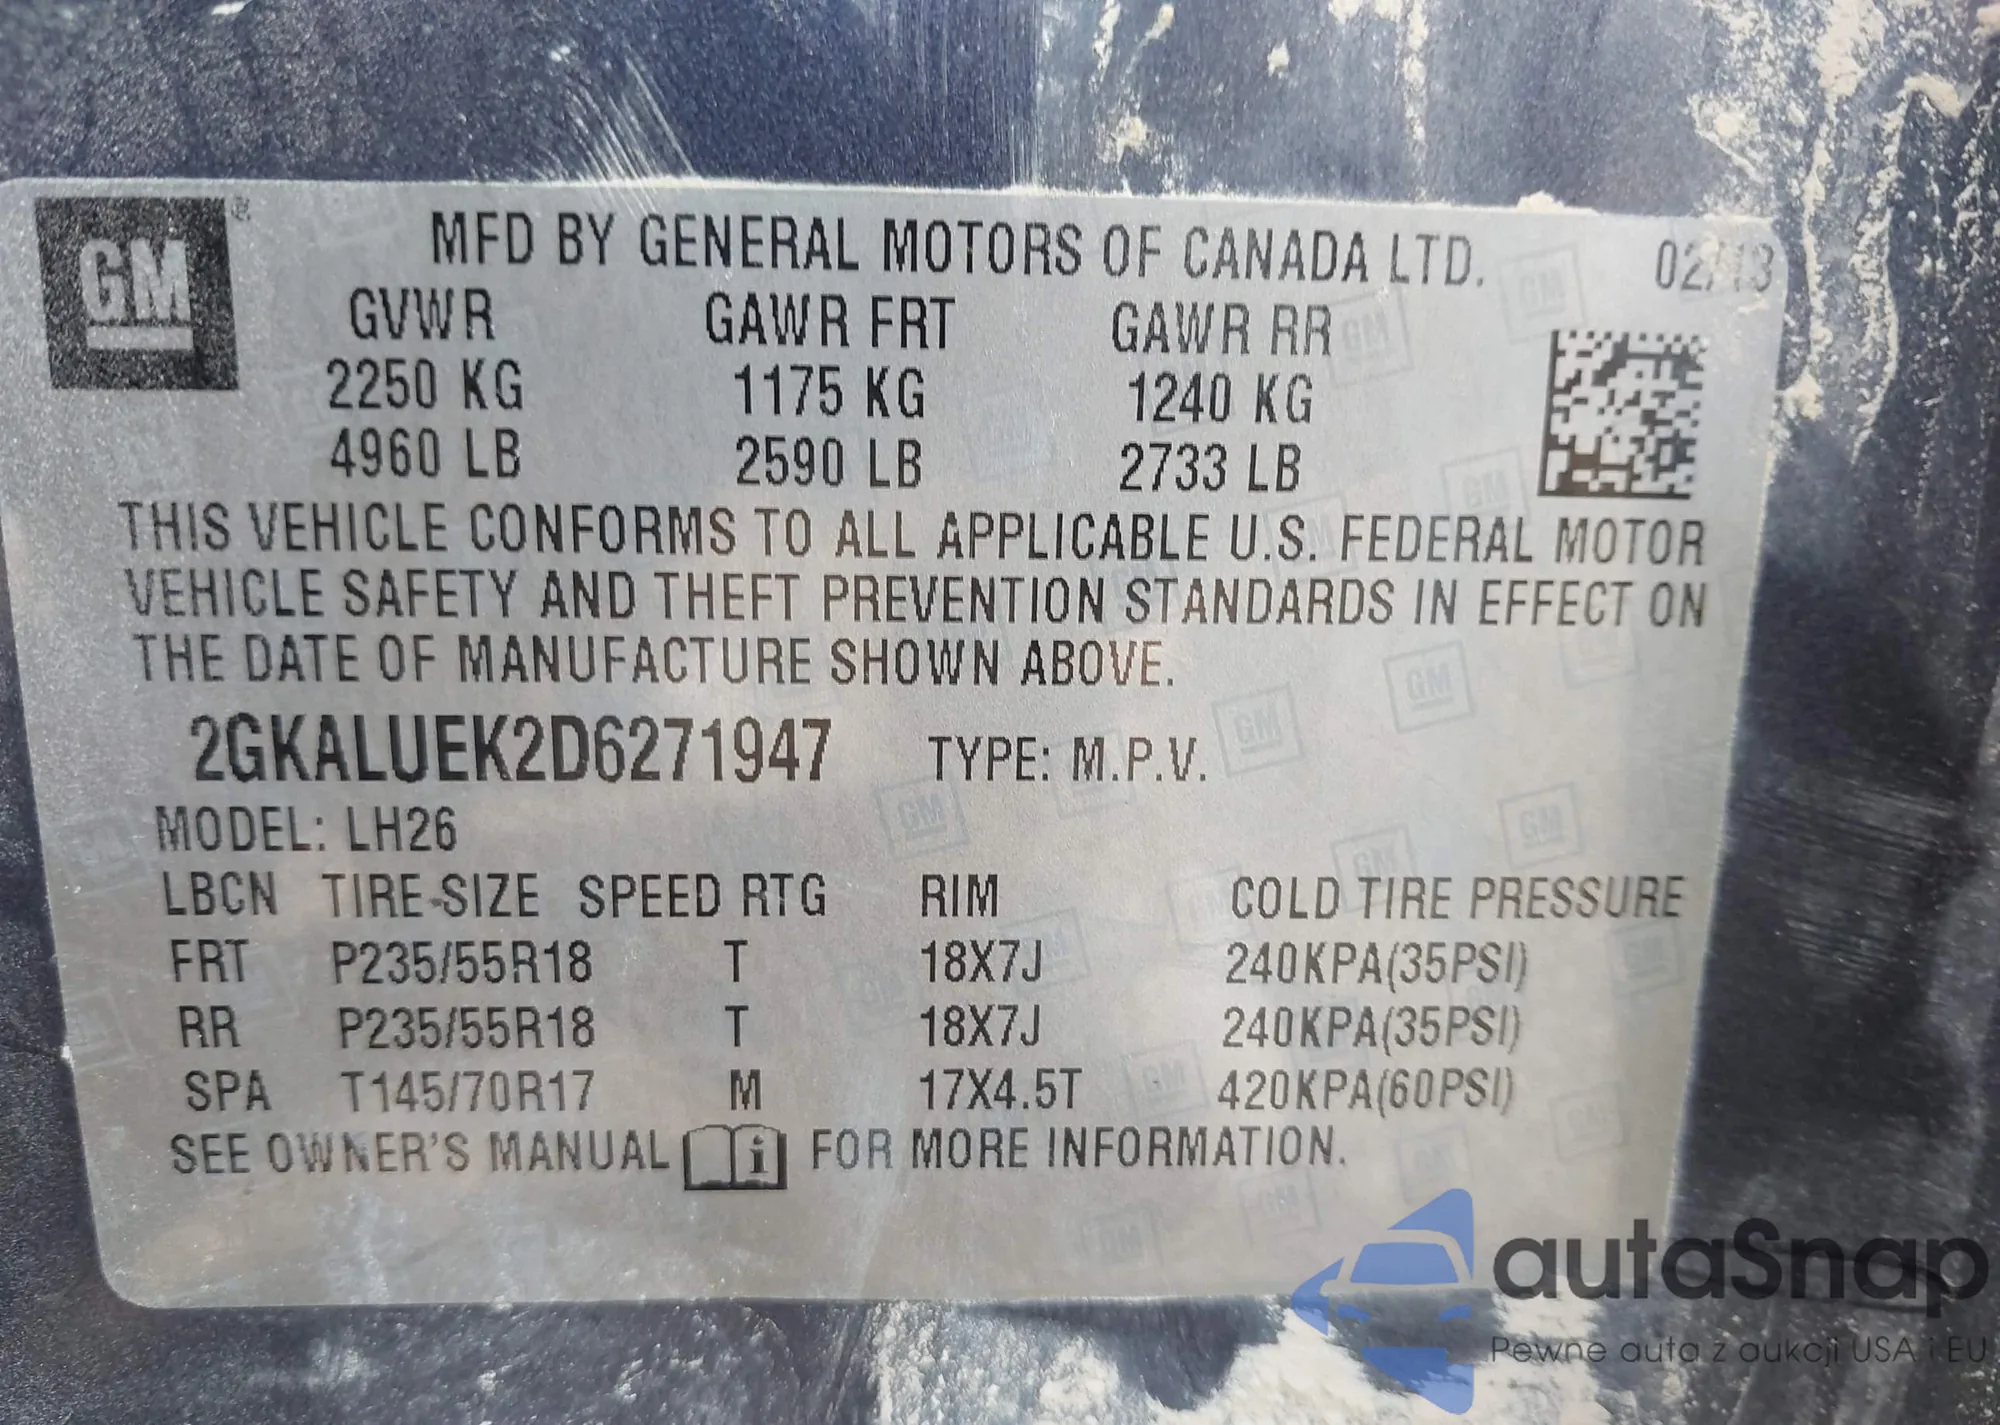 GM ®
MFD BY GENERAL MOTORS OF CANADA LTD. 02/13
GVWR GAWR FRT GAWR RR
2250 KG 1175 KG 1240 KG
4960 LB 2590 LB 2733 LB
THIS VEHICLE CONFORMS TO ALL APPLICABLE U.S. FEDERAL MOTOR
VEHICLE SAFETY AND THEFT PREVENTION STANDARDS IN EFFECT ON
THE DATE OF MANUFACTURE SHOWN ABOVE.
2GKALUEK2D6271947 TYPE: M.P.V.
MODEL: LH26
LBCN TIRE-SIZE SPEED RTG RIM COLD TIRE PRESSURE
FRT P235/55R18 T 18X7J 240KPA(35PSI)
RR P235/55R18 T 18X7J 240KPA(35PSI)
SPA T145/70R17 M 17X4.5T 420KPA(60PSI)
SEE OWNER'S MANUAL i FOR MORE INFORMATION.
autaSnap
Pewne auta z aukcji USA i EU